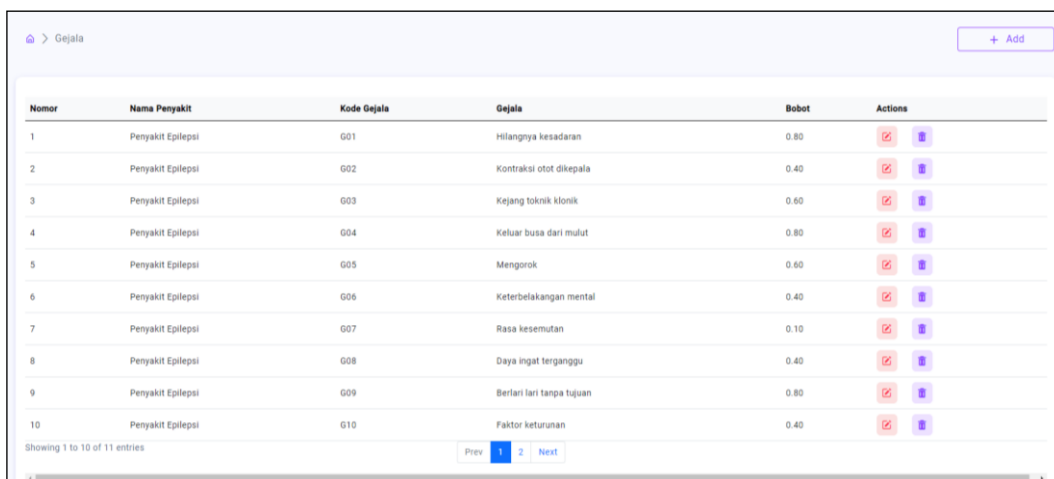 Gejala
+ Add
Nomor Nama Penyakit Kode Gejala Gejala Bobot Actions
1 Penyakit Epilepsi G01 Hilangnya kesadaran 0.80
2 Penyakit Epilepsi G02 Kontraksi otot dikepala 0.40
3 Penyakit Epilepsi G03 Kejang toknik klonik 0.60
4 Penyakit Epilepsi G04 Keluar busa dari mulut 0.80
5 Penyakit Epilepsi G05 Mengorok 0.60
6 Penyakit Epilepsi G06 Keterbelakangan mental 0.40
7 Penyakit Epilepsi G07 Rasa kesemutan 0.10
8 Penyakit Epilepsi G08 Daya ingat terganggu 0.40
9 Penyakit Epilepsi G09 Berlari lari tanpa tujuan 0.80
10 Penyakit Epilepsi G10 Faktor keturunan 0.40
Showing 1 to 10 of 11 entries
Prev 1 2 Next